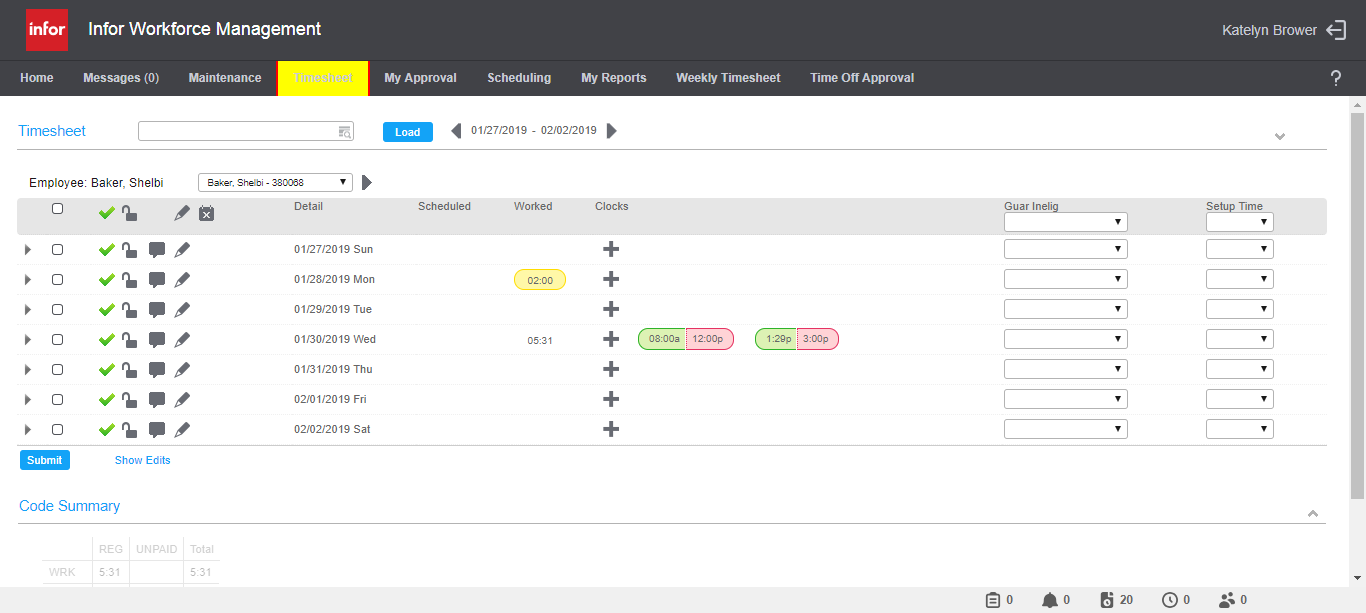 infor Infor Workforce Management Katelyn Brower
Home Messages (0) Maintenance Timesheet My Approval Scheduling My Reports Weekly Timesheet Time Off Approval ?
Timesheet Load 01/27/2019 - 02/02/2019
Employee: Baker, Shelbi Baker, Shelbi - 380068
Detail Scheduled Worked Clocks Guar Inelig Setup Time
01/27/2019 Sun
01/28/2019 Mon 02:00
01/29/2019 Tue
01/30/2019 Wed 05:31 08:00a 12:00p 1:29p 3:00p
01/31/2019 Thu
02/01/2019 Fri
02/02/2019 Sat
Submit Show Edits
Code Summary
REG UNPAID Total
WRK 5:31 5:31
0 0 20 0 0